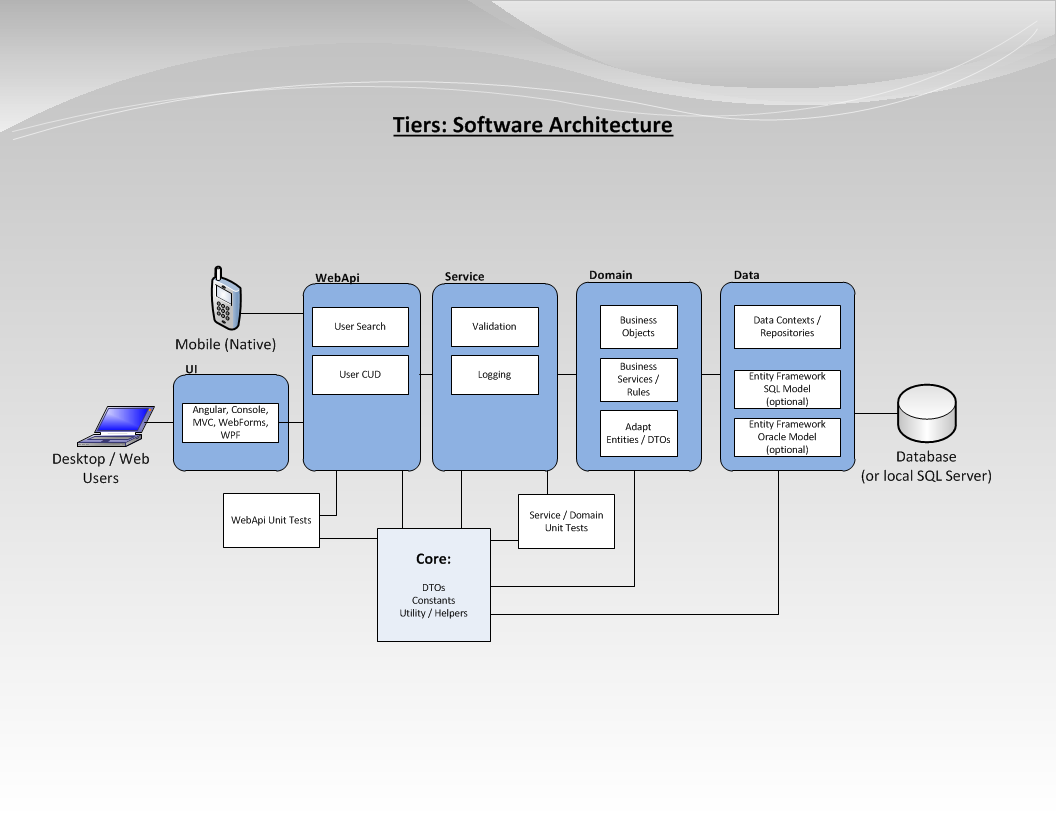 Tiers: Software Architecture
WebApi
Service
Domain
Data
User Search
User CUD
Validation
Logging
Business
Objects
Business
Services /
Rules
Adapt
Entities / DTOs
Data Contexts /
Repositories
Entity Framework
SQL Model
(optional)
Entity Framework
Oracle Model
(optional)
Mobile (Native)
UI
Angular, Console,
MVC, WebForms,
WPF
Desktop / Web
Users
Database
(or local SQL Server)
WebApi Unit Tests
Service / Domain
Unit Tests
Core:
DTOs
Constants
Utility / Helpers